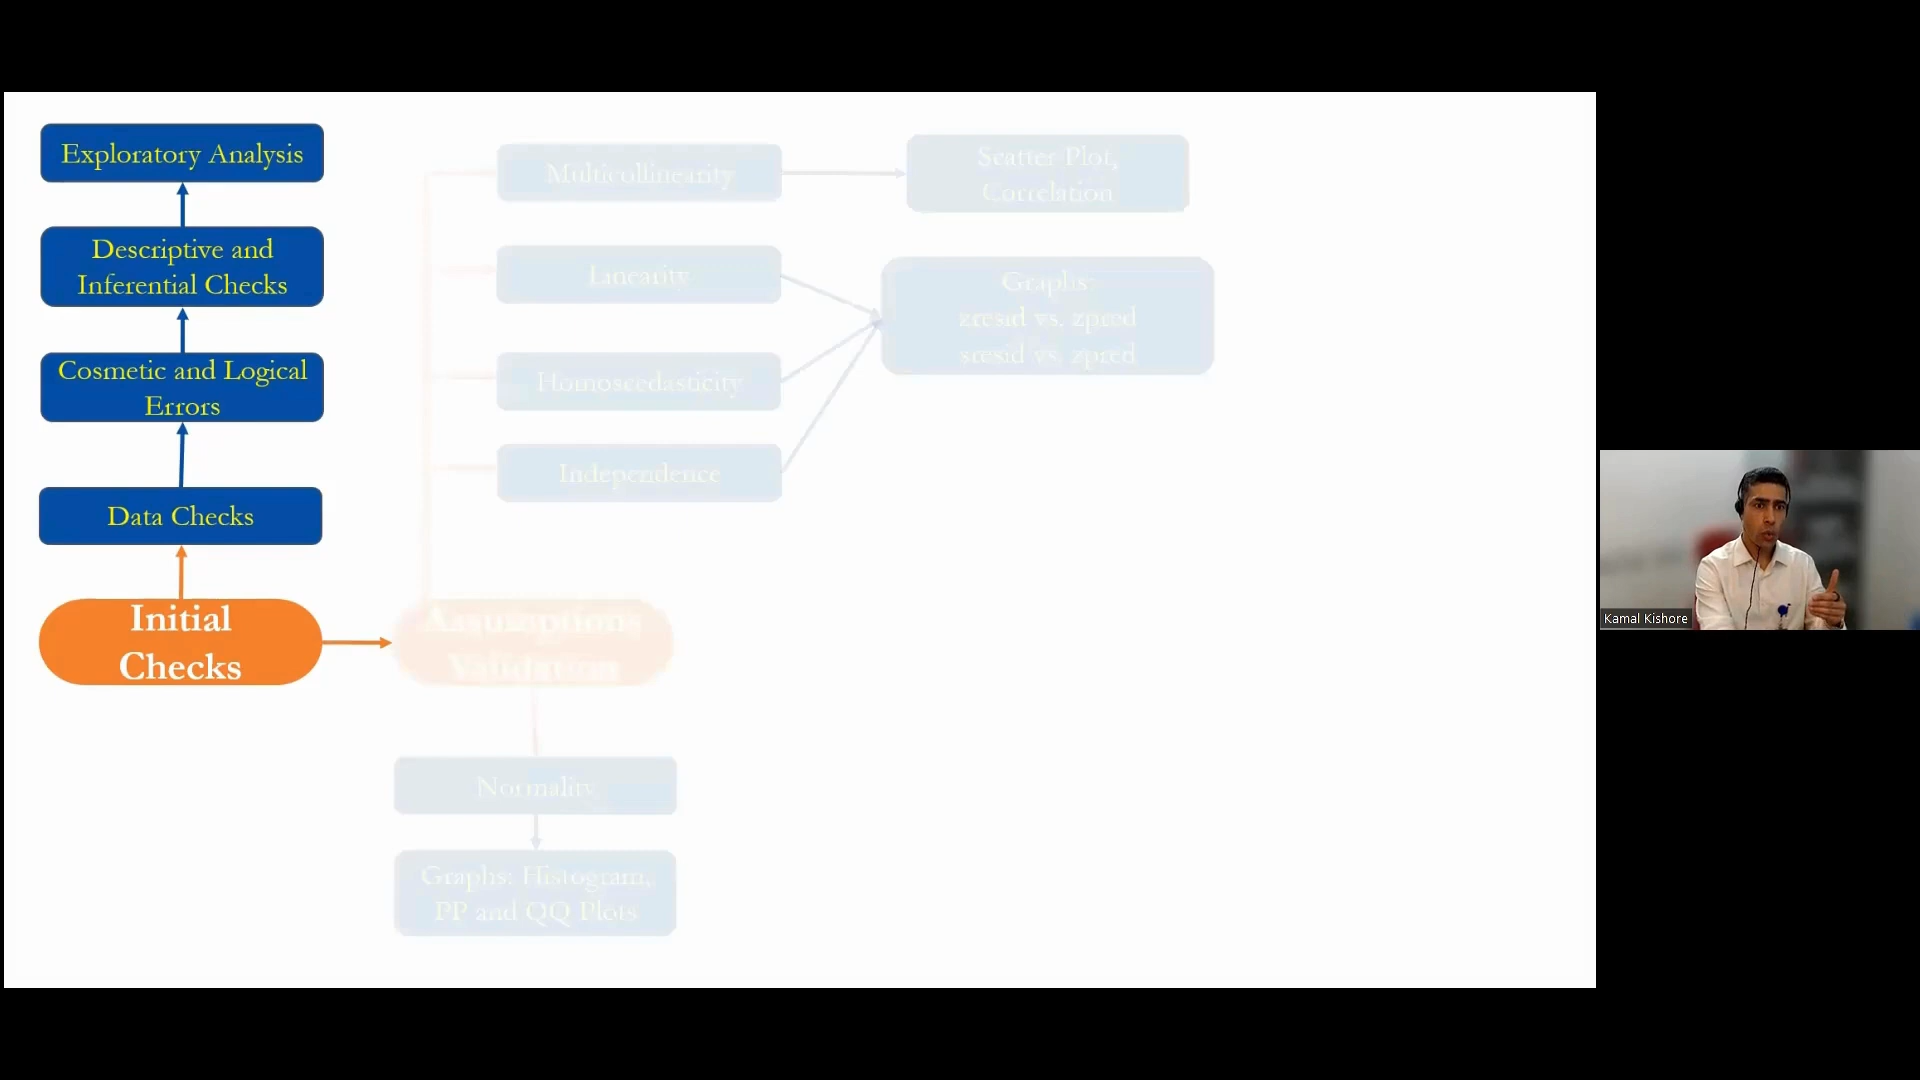 Exploratory Analysis
Descriptive and
Inferential Checks
Cosmetic and Logical
Errors
Data Checks
Initial
Checks
Multicollinearity
Scatter Plot,
Correlation
Linearity
Graphs:
zresid vs. zpred
sresid vs. zpred
Homoscedasticity
Independence
Assumptions
Validation
Normality
Graphs: Histogram,
PP and QQ Plots
Kamal Kishore